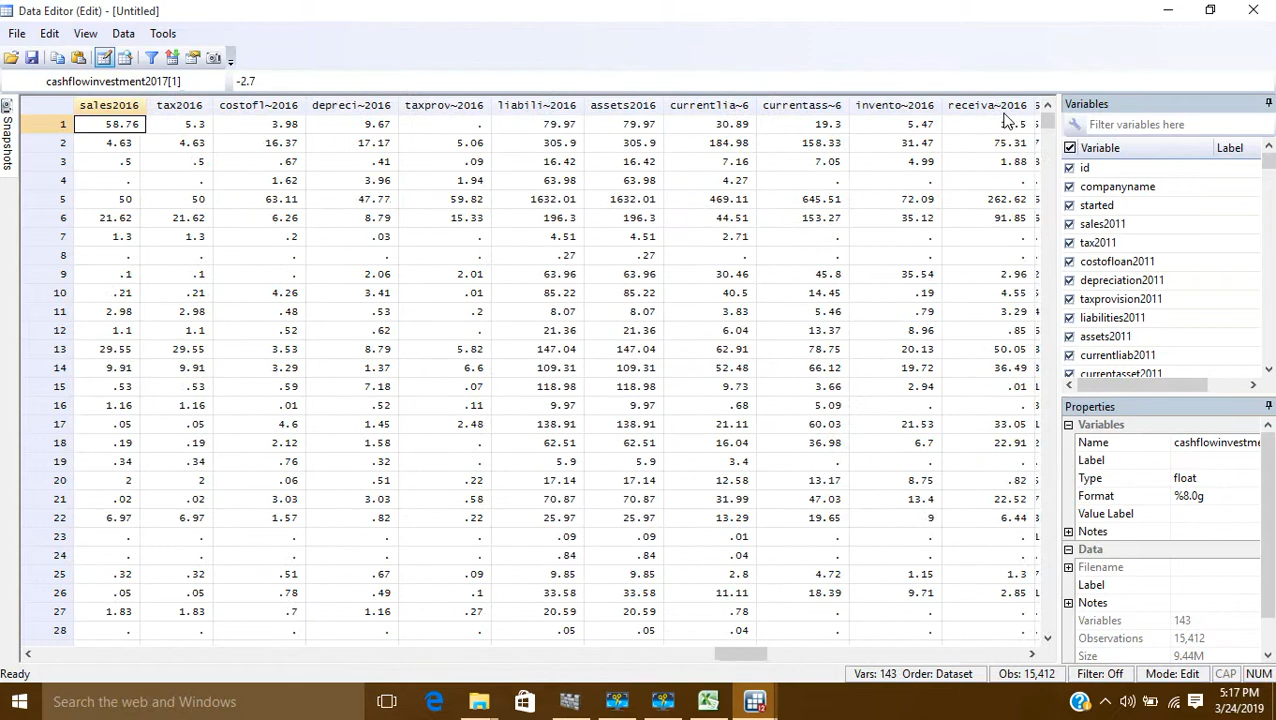 Data Editor (Edit) - [Untitled]
File Edit View Data Tools
cashflowinvestment2017[1] -2.7
Snapshots
sales2016 tax2016 costofl~2016 depreci~2016 taxprov~2016 liabili~2016 assets2016 currentlia~6 currentass~6 invento~2016 receiva~2016
1 58.76 5.3 3.98 9.67 . 79.97 79.97 30.89 19.3 5.47
2 4.63 4.63 16.37 17.17 5.06 305.9 305.9 184.98 158.33 31.47 75.31
3 .5 .5 .67 .41 .09 16.42 16.42 7.16 7.05 4.99 1.88
4 . . 1.62 3.96 1.94 63.98 63.98 4.27 . . .
5 50 50 63.11 47.77 59.82 1632.01 1632.01 469.11 645.51 72.09 262.62
6 21.62 21.62 6.26 8.79 15.33 196.3 196.3 44.51 153.27 35.12 91.85
7 1.3 1.3 .2 .03 . 4.51 4.51 2.71 . . .
8 . . . . . .27 .27 . . . .
9 .1 .1 . 2.06 2.01 63.96 63.96 30.46 45.8 35.54 2.96
10 .21 .21 4.26 3.41 .01 85.22 85.22 40.5 14.45 .19 4.55
11 2.98 2.98 .48 .53 .2 8.07 8.07 3.83 5.46 .79 3.29
12 1.1 1.1 .52 .62 . 21.36 21.36 6.04 13.37 8.96 .85
13 29.55 29.55 3.53 8.79 5.82 147.04 147.04 62.91 78.75 20.13 50.05
14 9.91 9.91 3.29 1.37 6.6 109.31 109.31 52.48 66.12 19.72 36.49
15 .53 .53 .59 7.18 .07 118.98 118.98 9.73 3.66 2.94 .01
16 1.16 1.16 .01 .52 .11 9.97 9.97 .68 5.09 . .
17 .05 .05 4.6 1.45 2.48 138.91 138.91 21.11 60.03 21.53 33.05
18 .19 .19 2.12 1.58 . 62.51 62.51 16.04 36.98 6.7 22.91
19 .34 .34 .76 .32 . 5.9 5.9 3.4 . . .
20 2 2 .06 .51 .22 17.14 17.14 12.58 13.17 8.75 .82
21 .02 .02 3.03 3.03 .58 70.87 70.87 31.99 47.03 13.4 22.52
22 6.97 6.97 1.57 .82 .22 25.97 25.97 13.29 19.65 9 6.44
23 . . . . . .09 .09 .01 . . .
24 . . . . . .84 .84 .04 . . .
25 .32 .32 .51 .67 .09 9.85 9.85 2.8 4.72 1.15 1.3
26 .05 .05 .78 .49 .1 33.58 33.58 11.11 18.39 9.71 2.85
27 1.83 1.83 .7 1.16 .27 20.59 20.59 .78 . . .
28 . . . . . .05 .05 .04 . . .
Variables
Filter variables here
Variable Label
id
companyname
started
sales2011
tax2011
costofloan2011
depreciation2011
taxprovision2011
liabilities2011
assets2011
currentliab2011
currentasset2011
Properties
Variables
Name cashflowinvestme
Label
Type float
Format %8.0g
Value Label
Notes
Data
Filename
Label
Notes
Variables 143
Observations 15,412
Size 9.44M
Ready Vars: 143 Order: Dataset Obs: 15,412 Filter: Off Mode: Edit CAP NUM
Search the web and Windows
5:17 PM
3/24/2019